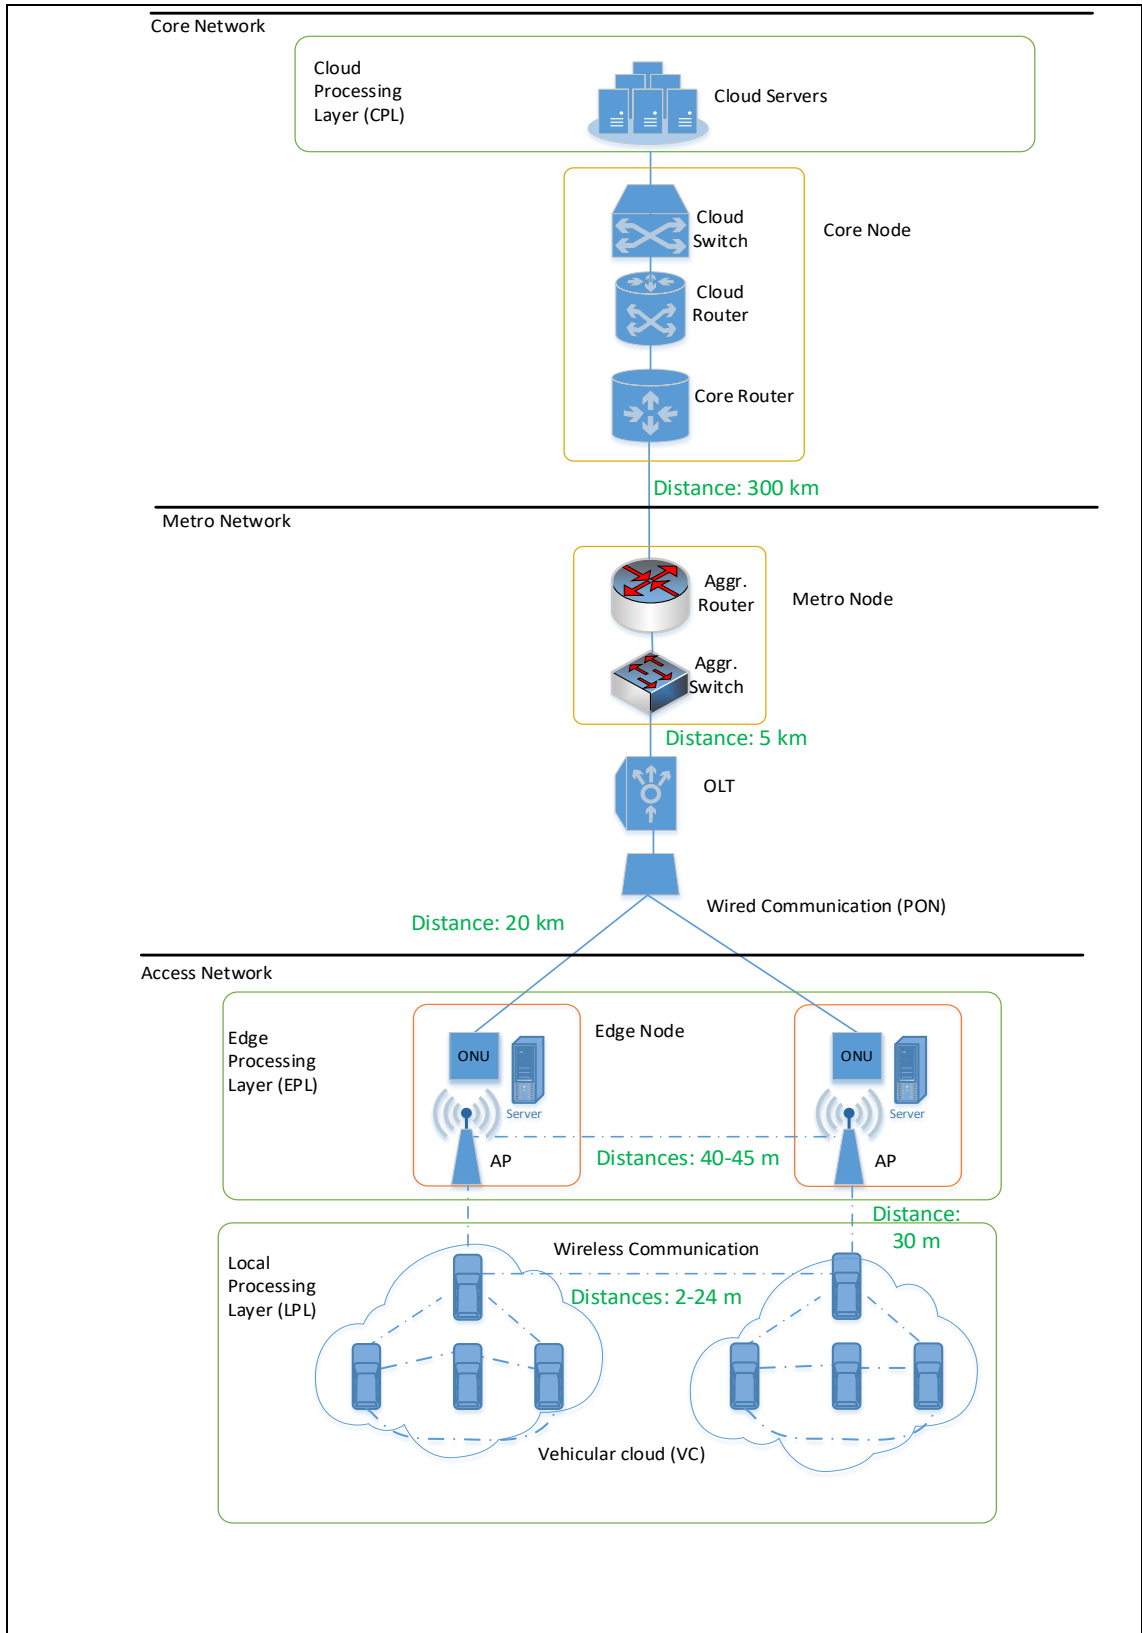 Core Network
Cloud
Processing
Layer (CPL)
Cloud Servers
Cloud
Switch
Core Node
Cloud
Router
Core Router
Distance: 300 km
Metro Network
Aggr.
Router
Metro Node
Aggr.
Switch
Distance: 5 km
OLT
Wired Communication (PON)
Distance: 20 km
Access Network
Edge
Processing
Layer (EPL)
Edge Node
ONU
Server
AP
ONU
Server
AP
Distances: 40-45 m
Distance:
30 m
Local
Processing
Layer (LPL)
Wireless Communication
Distances: 2-24 m
Vehicular cloud (VC)